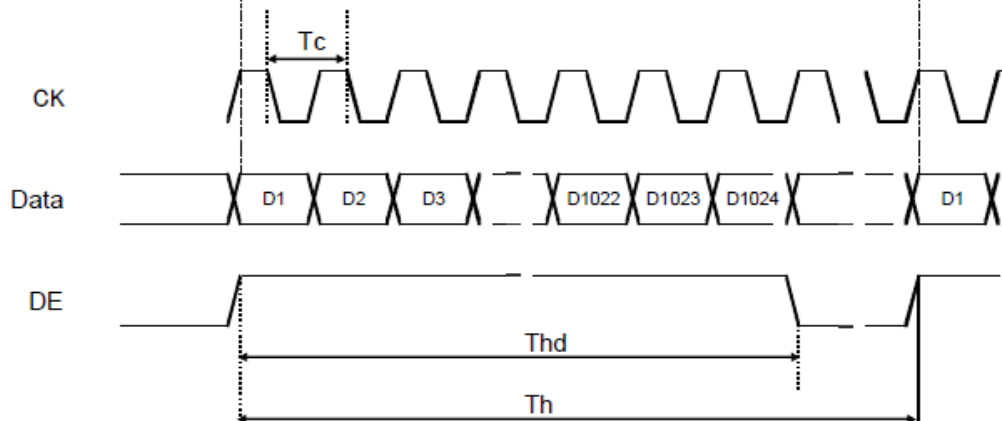 Tc
CK
Data D1 D2 D3 D1022 D1023 D1024 D1
DE
Thd
Th